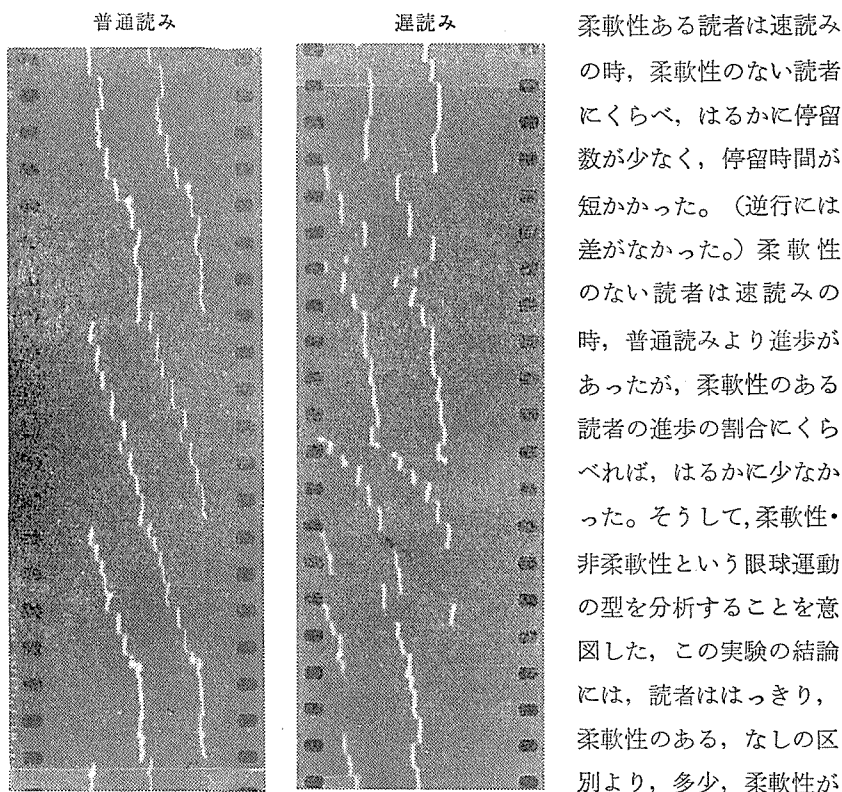 普通読み
遅読み
柔軟性ある読者は速読み
の時，柔軟性のない読者
にくらべ，はるかに停留
数が少なく，停留時間が
短かかった。（逆行には
差がなかった。）柔軟性
のない読者は速読みの
時，普通読みより進歩が
あったが，柔軟性のある
読者の進歩の割合にくら
べれば，はるかに少なか
った。そうして，柔軟性・
非柔軟性という眼球運動
の型を分析することを意
図した，この実験の結論
には，読者ははっきり，
柔軟性のある，なしの区
別より，多少，柔軟性が